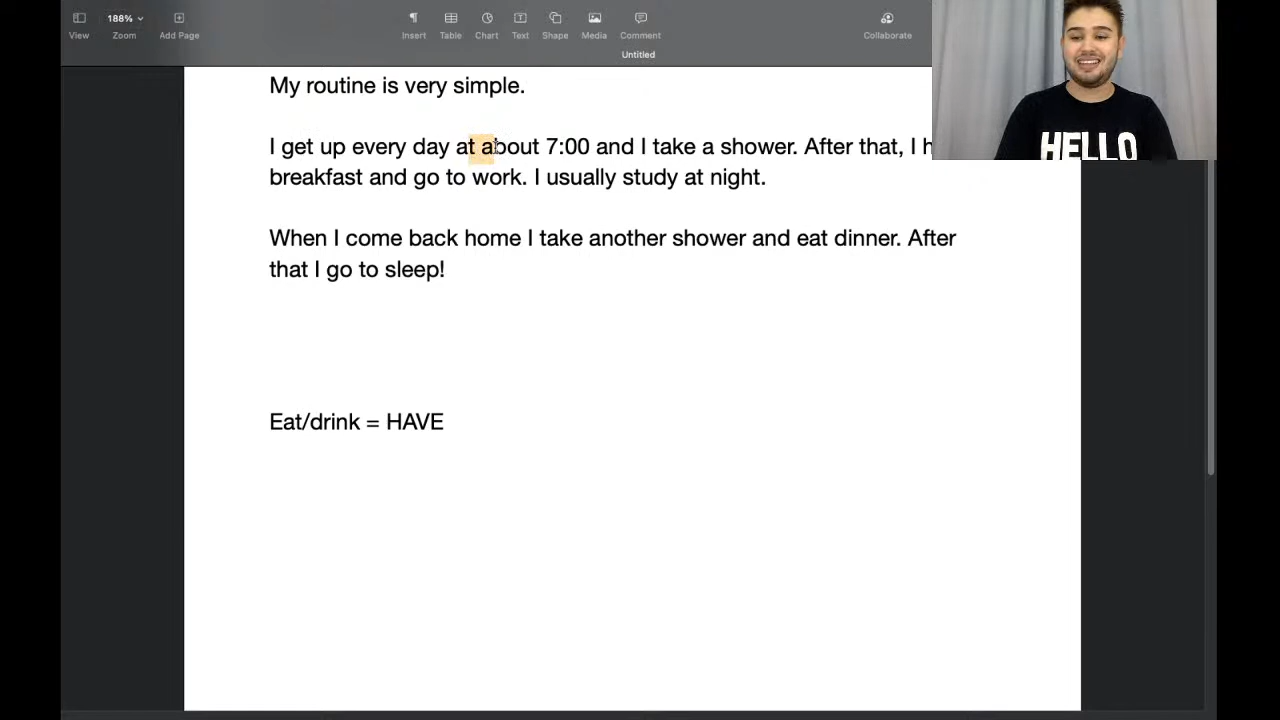 188%
View
Zoom
Add Page
Insert
Table
Chart
Text
Shape
Media
Comment
Collaborate
Untitled
HELLO
My routine is very simple.
I get up every day at about 7:00 and I take a shower. After that, I h
breakfast and go to work. I usually study at night.
When I come back home I take another shower and eat dinner. After
that I go to sleep!
Eat/drink = HAVE